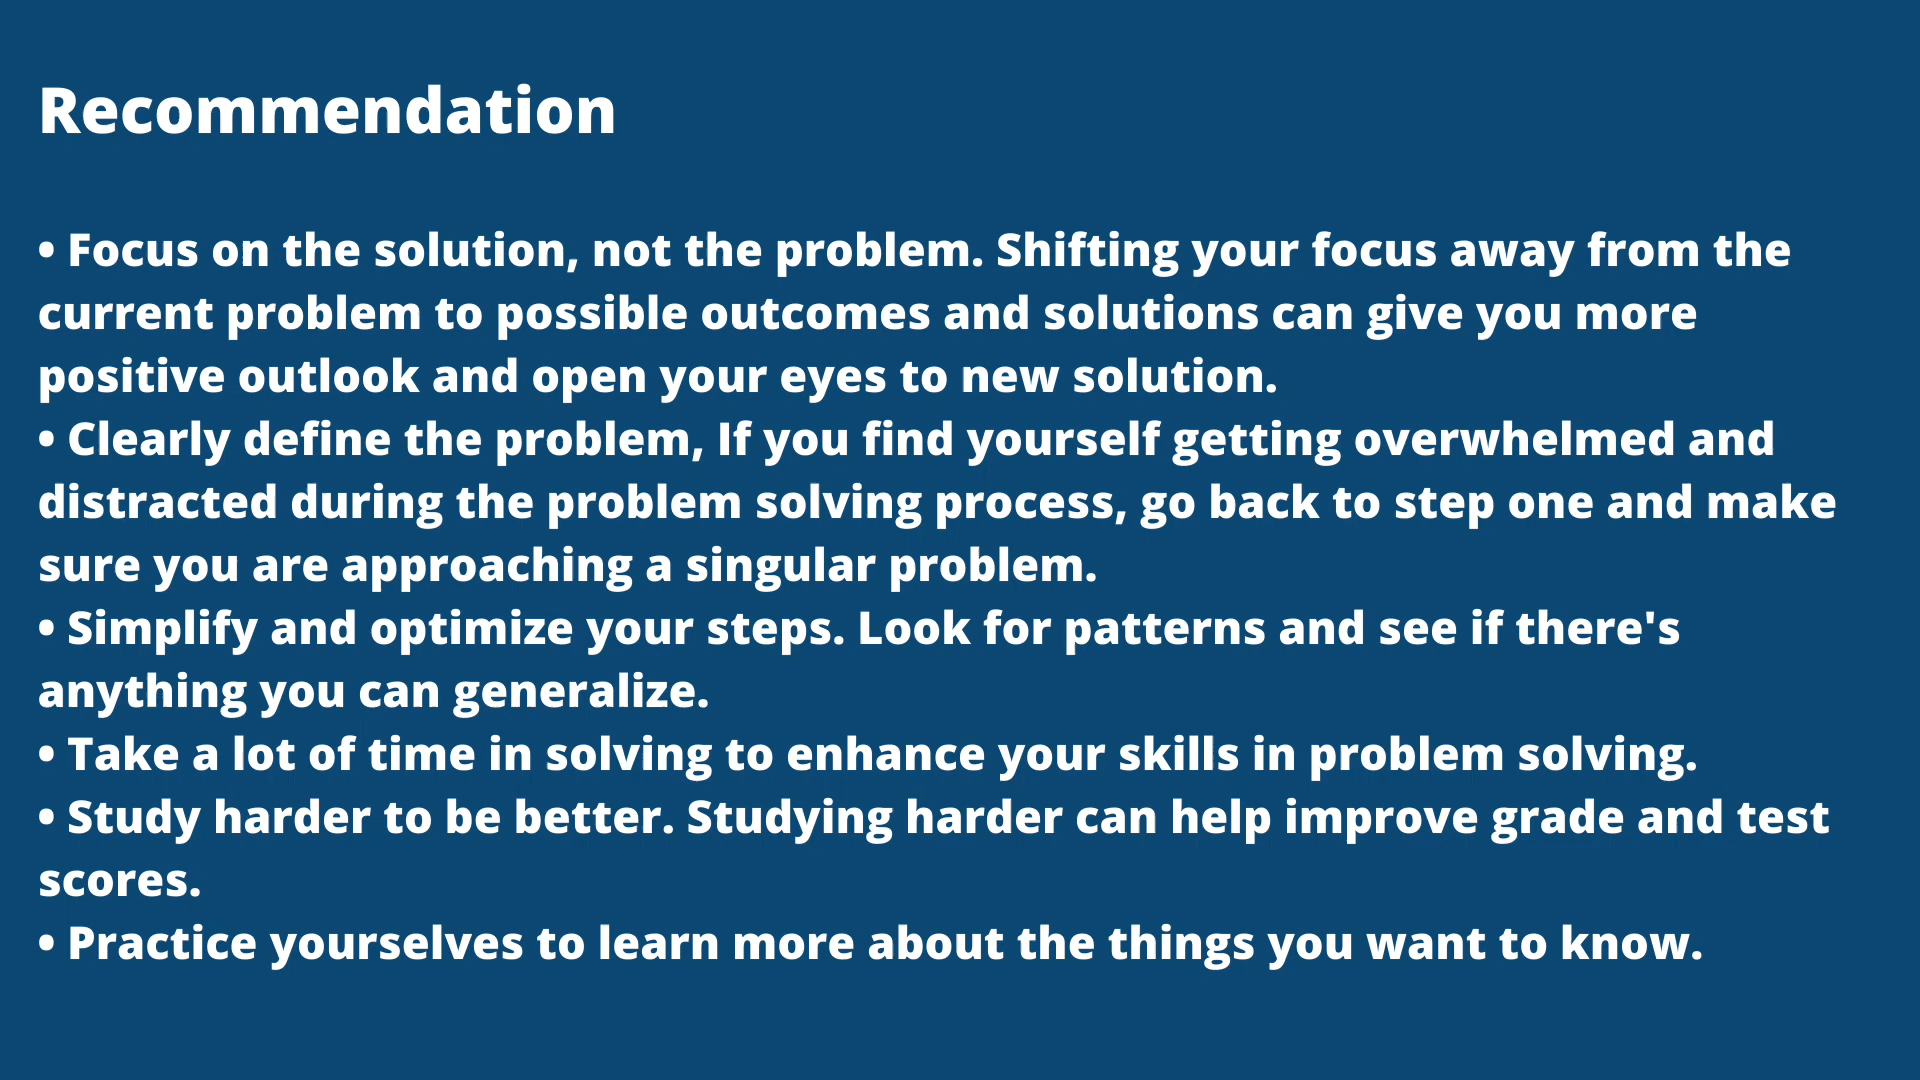 Recommendation
• Focus on the solution, not the problem. Shifting your focus away from the
current problem to possible outcomes and solutions can give you more
positive outlook and open your eyes to new solution.
• Clearly define the problem, If you find yourself getting overwhelmed and
distracted during the problem solving process, go back to step one and make
sure you are approaching a singular problem.
• Simplify and optimize your steps. Look for patterns and see if there's
anything you can generalize.
• Take a lot of time in solving to enhance your skills in problem solving.
• Study harder to be better. Studying harder can help improve grade and test
scores.
• Practice yourselves to learn more about the things you want to know.